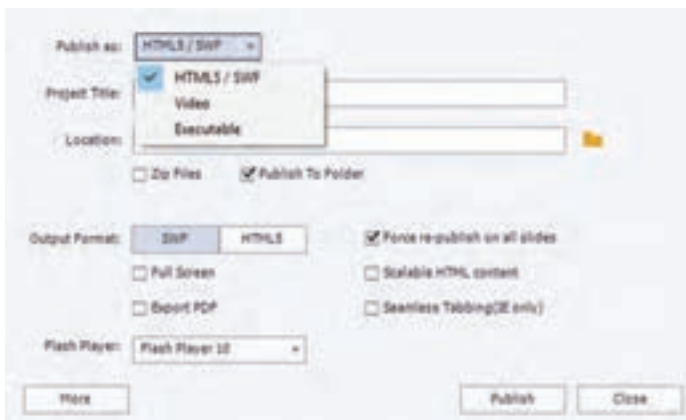 Publish as: HTML5 / SWF
HTML5 / SWF
Project Title:
Video
Executable
Location:
Zip Files Publish To Folder
Output Format: SWF HTML5 Force re-publish on all slides
Full Screen Scalable HTML content
Export PDF Seamless Tabbing(IE only)
Flash Player: Flash Player 10
More Publish Close